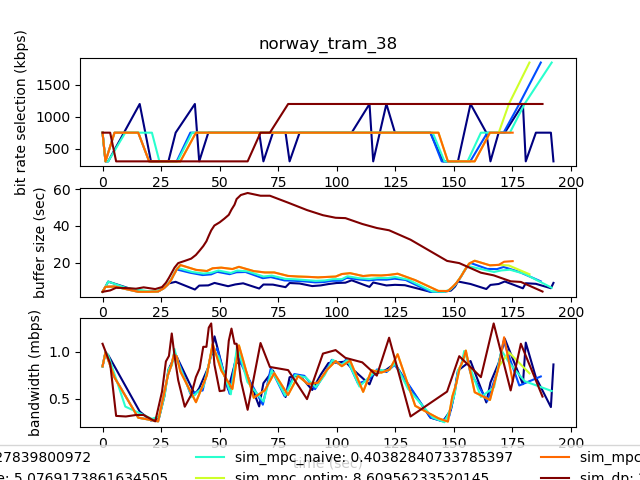 norway_tram_38
bit rate selection (kbps)
1500
1000
500
0 25 50 75 100 125 150 175 200
buffer size (sec)
60
40
20
0 25 50 75 100 125 150 175 200
bandwidth (mbps)
1.0
0.5
0 25 50 75 100 125 150 175 200
time (sec)
27839800972 sim_mpc_naive: 0.40382840733785397 sim_mpc
e: 5.0769173861634505 sim_mpc_optim: 8.60956233520145 sim_dp: